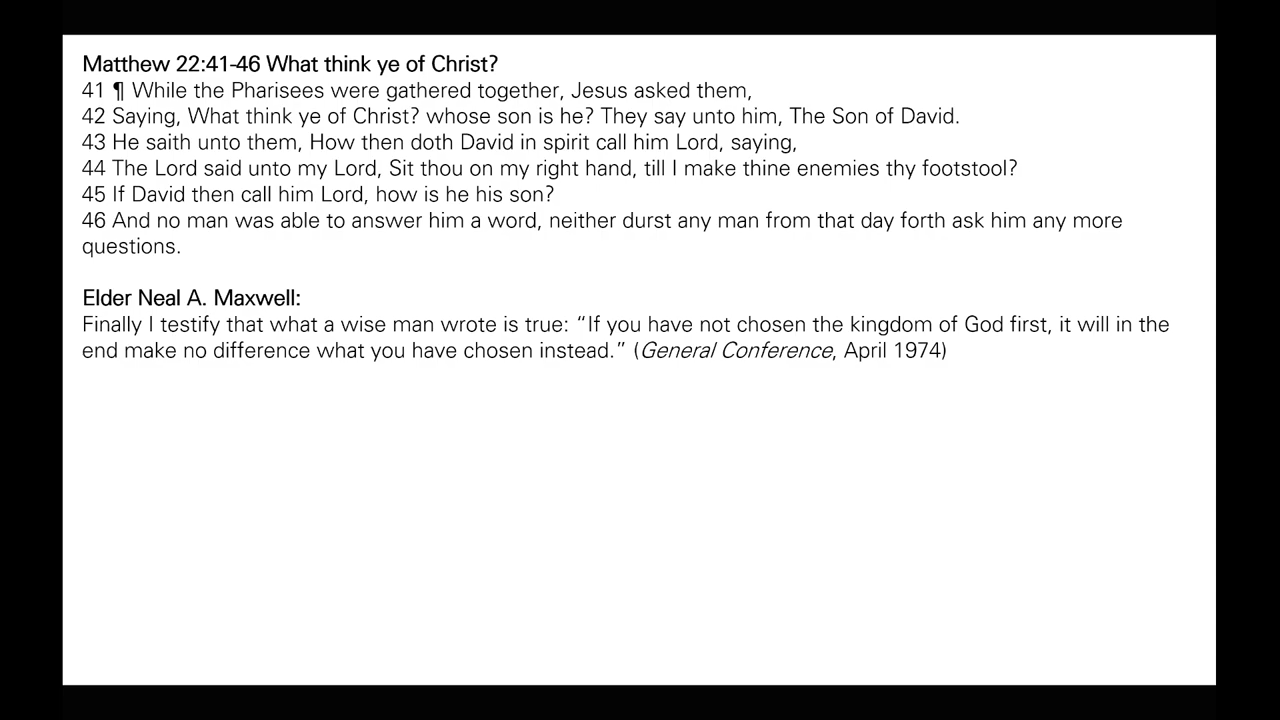 Matthew 22:41-46 What think ye of Christ?
41 ¶ While the Pharisees were gathered together, Jesus asked them,
42 Saying, What think ye of Christ? whose son is he? They say unto him, The Son of David.
43 He saith unto them, How then doth David in spirit call him Lord, saying,
44 The Lord said unto my Lord, Sit thou on my right hand, till I make thine enemies thy footstool?
45 If David then call him Lord, how is he his son?
46 And no man was able to answer him a word, neither durst any man from that day forth ask him any more
questions.
Elder Neal A. Maxwell:
Finally I testify that what a wise man wrote is true: “If you have not chosen the kingdom of God first, it will in the
end make no difference what you have chosen instead.” (General Conference, April 1974)